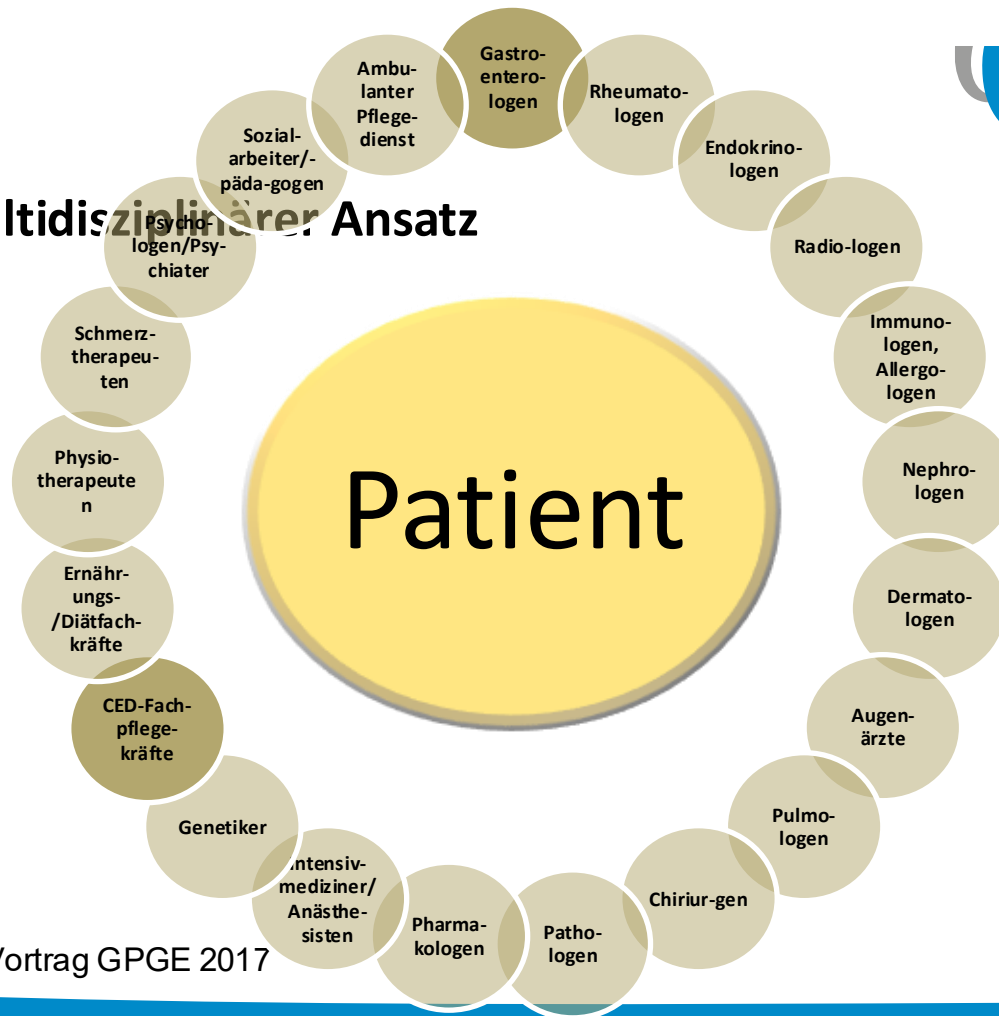 Gastro-
entero-
logen
Rheumato-
logen
Endokrino-
logen
Radio-logen
Immuno-
logen,
Allergo-
logen
Nephro-
logen
Dermato-
logen
Augen-
ärzte
Pulmo-
logen
Chiriur-gen
Patho-
logen
Pharma-
kologen
Intensiv-
mediziner/
Anästhe-
sisten
Genetiker
CED-Fach-
pflege-
kräfte
Ernähr-
ungs-
/Diätfach-
kräfte
Physio-
therapeute
n
Schmerz-
therapeu-
ten
Psycho-
logen/Psy-
chiater
Sozial-
arbeiter/-
päda-gogen
Ambu-
lanter
Pflege-
dienst
ltidisziplinärer Ansatz
Patient
Vortrag GPGE 2017